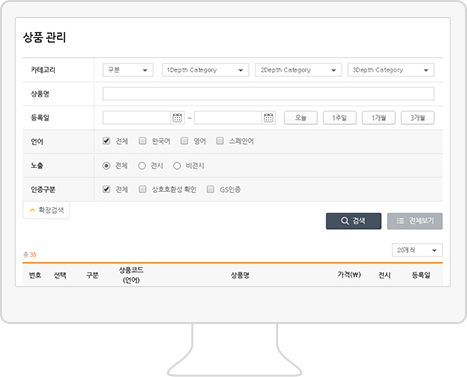 상품 관리
카테고리 구분 1Depth Category 2Depth Category 3Depth Category
상품명
등록일 ~ 오늘 1주일 1개월 3개월
언어 전체 한국어 영어 스페인어
노출 전체 전시 비전시
인증구분 전체 상호호환성 확인 GS인증
확장검색
검색 전체보기
총 35 20개씩
번호 선택 구분 상품코드 (언어) 상품명 가격(₩) 전시 등록일